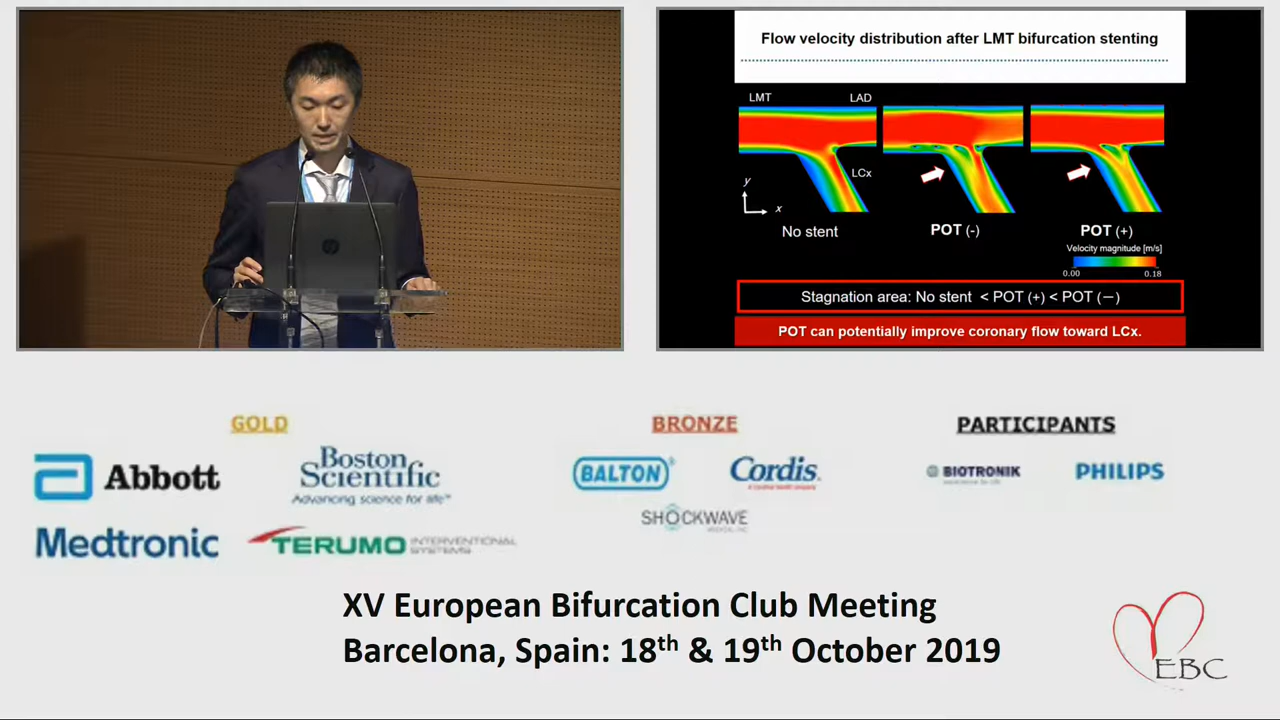 Flow velocity distribution after LMT bifurcation stenting
LMT
LAD
LCx
y
x
No stent
POT (-)
POT (+)
Velocity magnitude [m/s]
0.00
0.18
Stagnation area: No stent < POT (+) < POT (−)
POT can potentially improve coronary flow toward LCx.
GOLD
BRONZE
PARTICIPANTS
Abbott
Boston
Scientific
Advancing science for life™
BALTON®
Cordis®
BIOTRONIK
PHILIPS
Medtronic
TERUMO INTERVENTIONAL
SYSTEMS
SHOCKWAVE
XV European Bifurcation Club Meeting
Barcelona, Spain: 18th & 19th October 2019
EBC